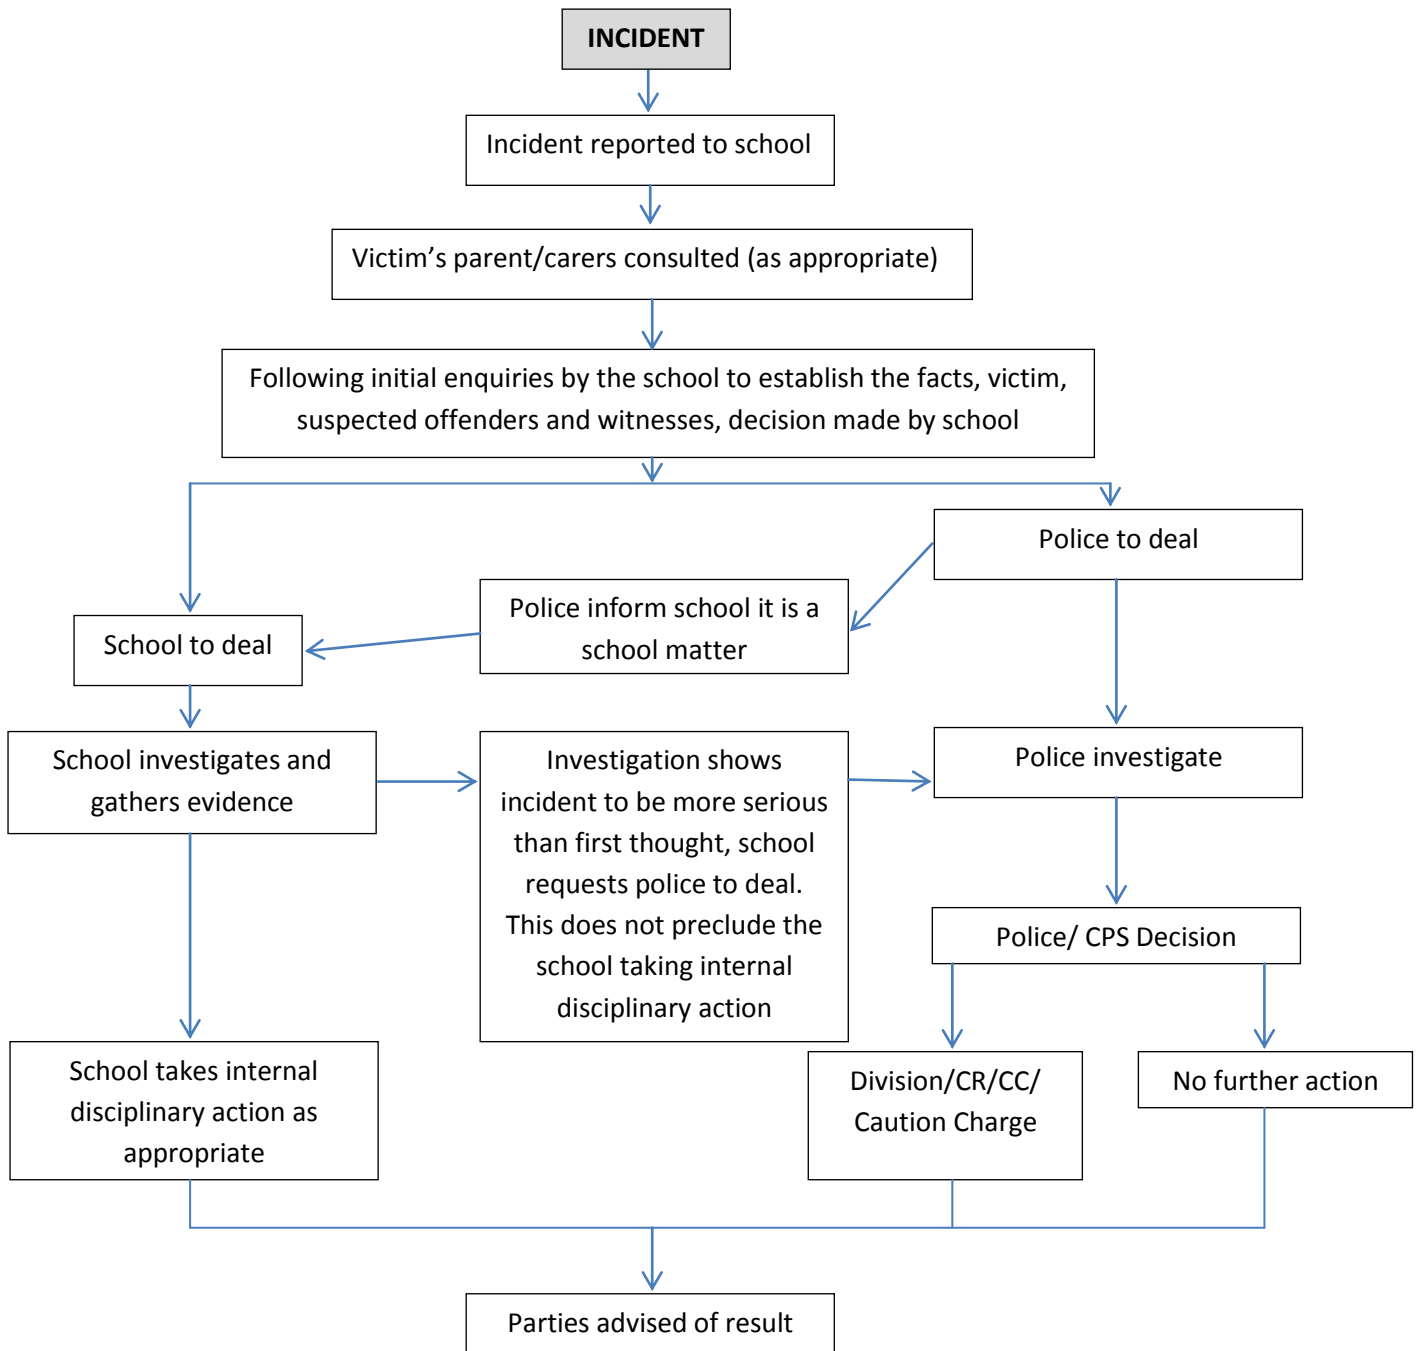 INCIDENT
Incident reported to school
Victim’s parent/carers consulted (as appropriate)
Following initial enquiries by the school to establish the facts, victim,
suspected offenders and witnesses, decision made by school
Police to deal
Police inform school it is a
school matter
School to deal
School investigates and
gathers evidence
Investigation shows
incident to be more serious
than first thought, school
requests police to deal.
This does not preclude the
school taking internal
disciplinary action
Police investigate
Police/ CPS Decision
School takes internal
disciplinary action as
appropriate
Division/CR/CC/
Caution Charge
No further action
Parties advised of result